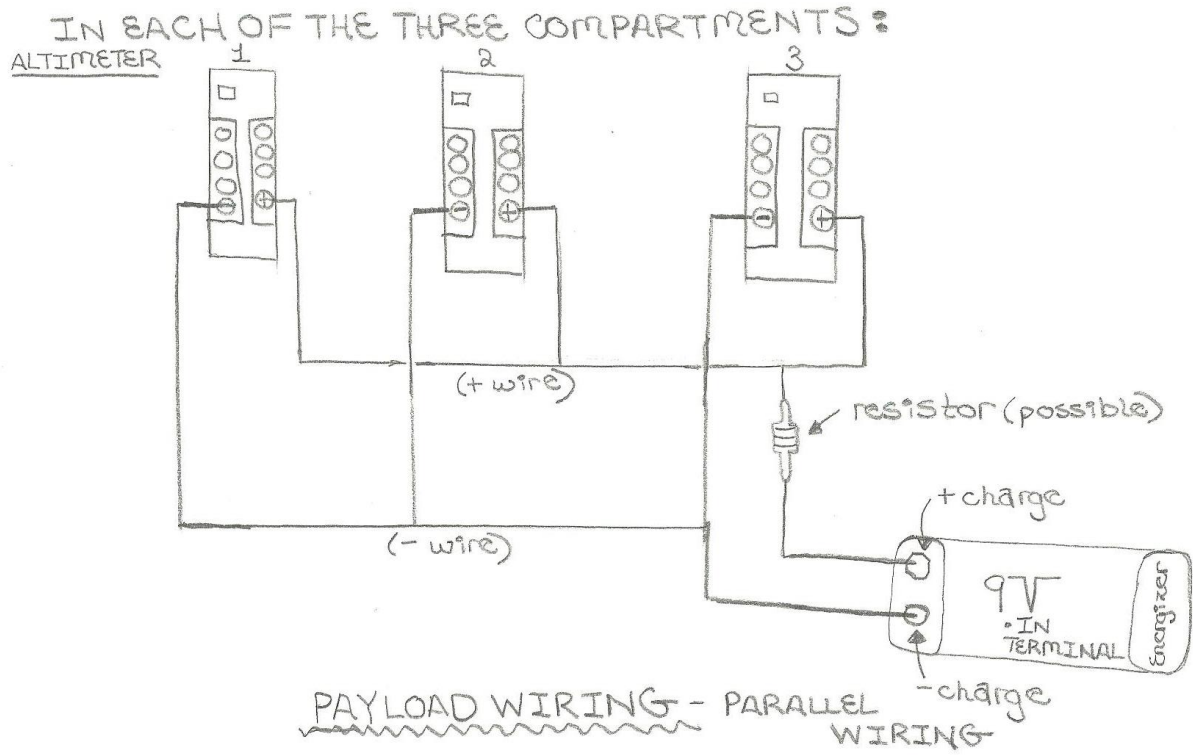 IN EACH OF THE THREE COMPARTMENTS:
ALTIMETER
1
2
3
- +
- +
- +
(+ wire)
resistor (possible)
+ charge
(- wire)
9V
• IN
TERMINAL
Energizer
- charge
PAYLOAD WIRING - PARALLEL
WIRING